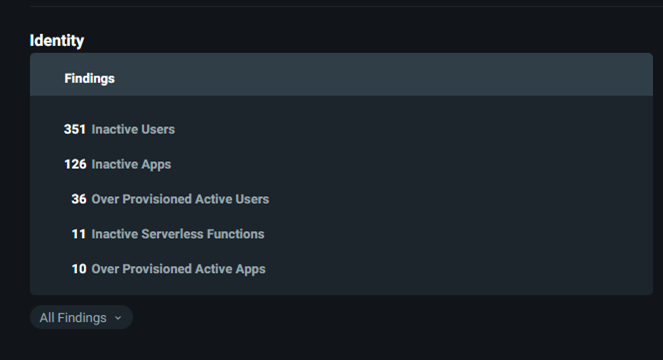 Identity
Findings
351 Inactive Users
126 Inactive Apps
36 Over Provisioned Active Users
11 Inactive Serverless Functions
10 Over Provisioned Active Apps
All Findings